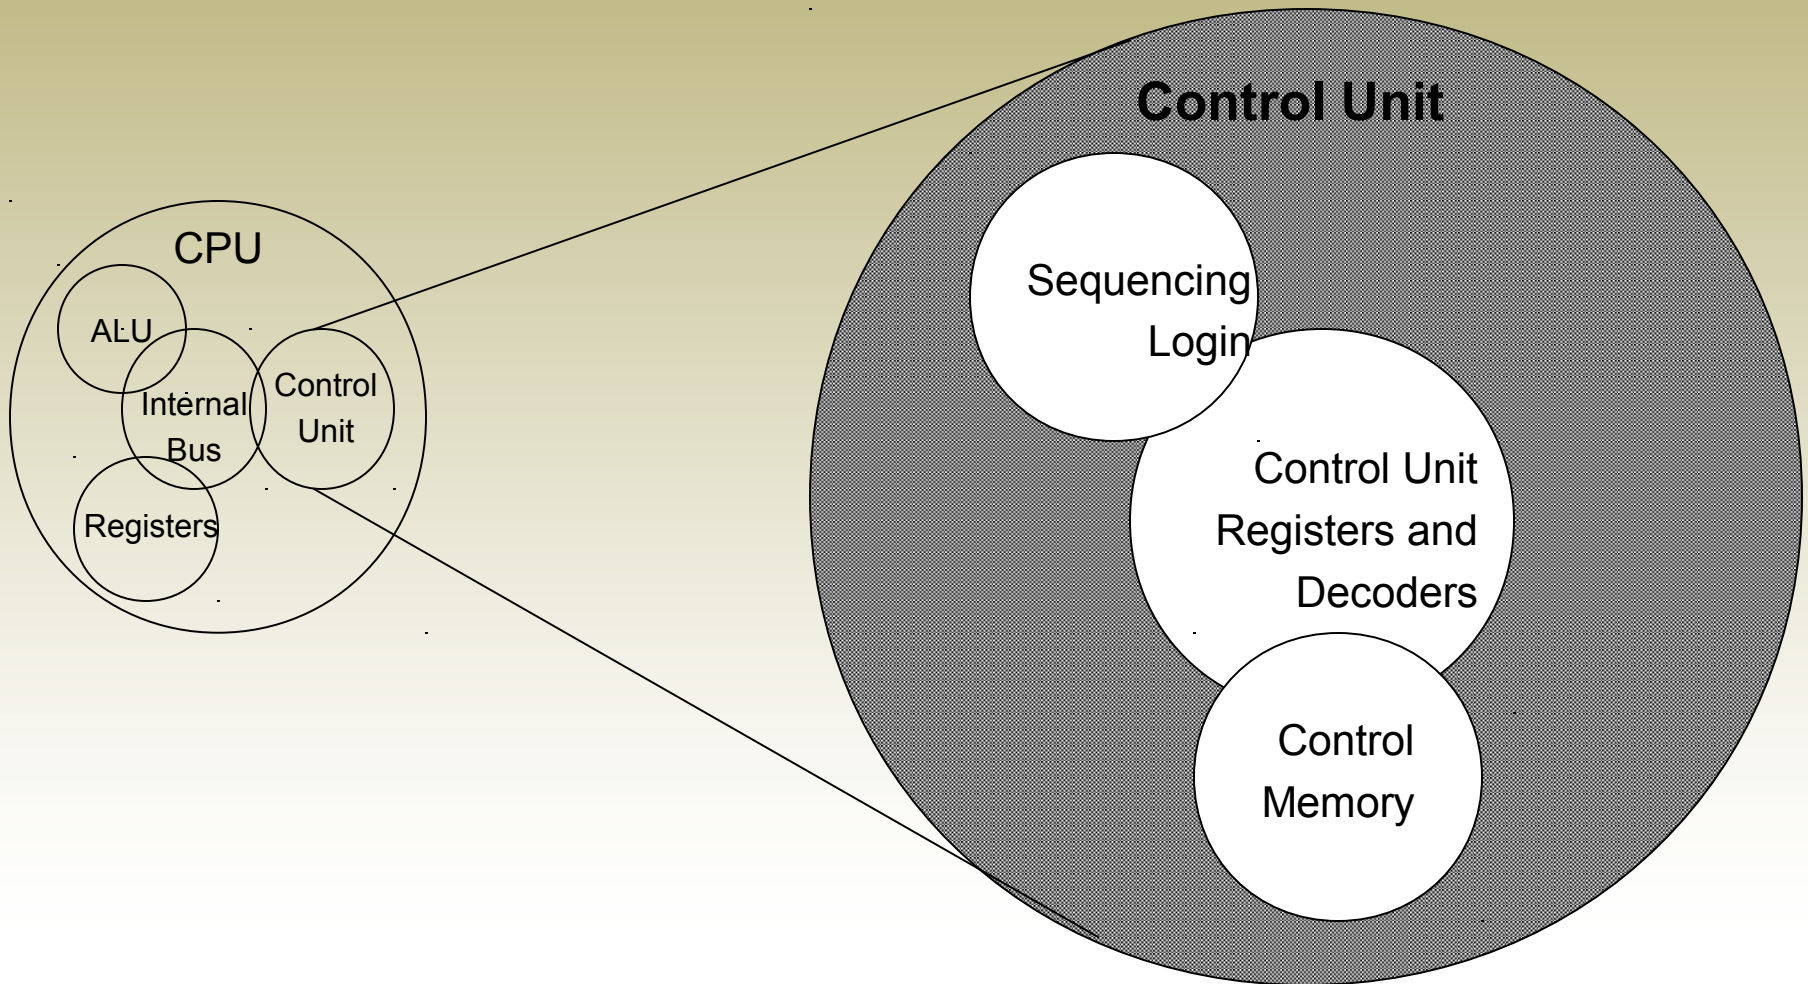 CPU
ALU
Internal
Bus
Control
Unit
Registers
Control Unit
Sequencing
Login
Control Unit
Registers and
Decoders
Control
Memory